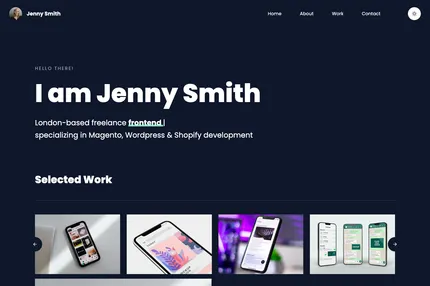 Jenny Smith
Home
About
Work
Contact
HELLO THERE!
I am Jenny Smith
London-based freelance frontend
specializing in Magento, Wordpress & Shopify development
Selected Work